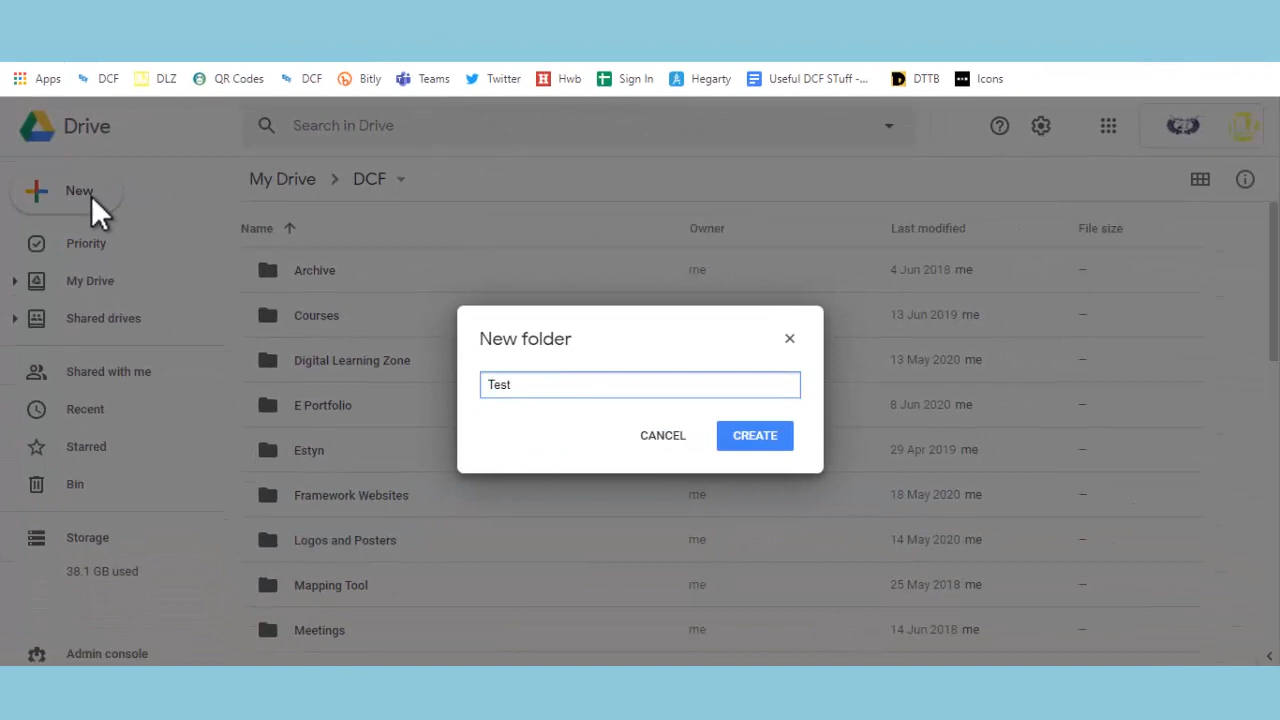 Apps DCF DLZ QR Codes DCF Bitly Teams Twitter Hwb Sign In Hegarty Useful DCF STuff -... DTTB Icons
Drive Search in Drive
New My Drive DCF
Name Owner Last modified File size
Priority
Archive me 4 Jun 2018 me –
My Drive
Courses me 13 Jun 2019 me –
Shared drives
New folder
Digital Learning Zone 13 May 2020 me –
Shared with me
Test
E Portfolio 8 Jun 2020 me –
Recent
CANCEL CREATE
Estyn 29 Apr 2019 me –
Starred
Bin
Framework Websites me 18 May 2020 me –
Storage
Logos and Posters me 14 May 2020 me –
38.1 GB used
Mapping Tool me 25 May 2018 me –
Meetings me 14 Jun 2018 me –
Admin console